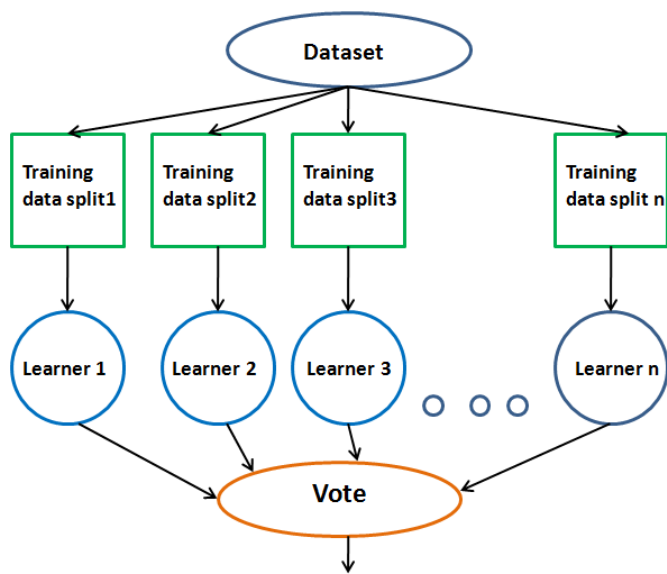 Dataset
Training
data split1
Training
data split2
Training
data split3
Training
data split n
Learner 1
Learner 2
Learner 3
Learner n
Vote